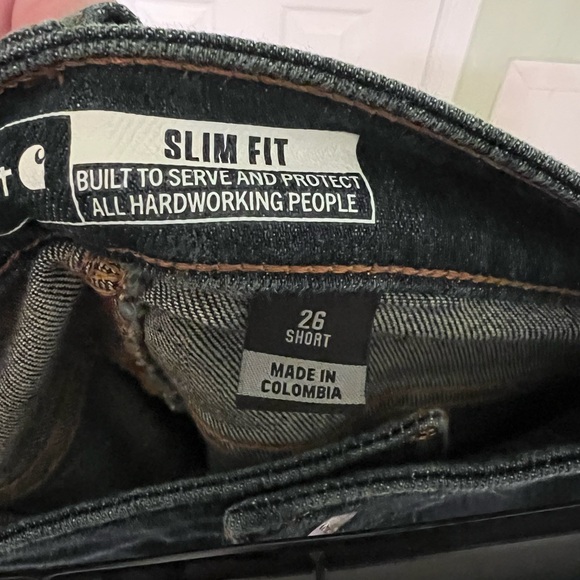 SLIM FIT
BUILT TO SERVE AND PROTECT
ALL HARDWORKING PEOPLE
26
SHORT
MADE IN
COLOMBIA